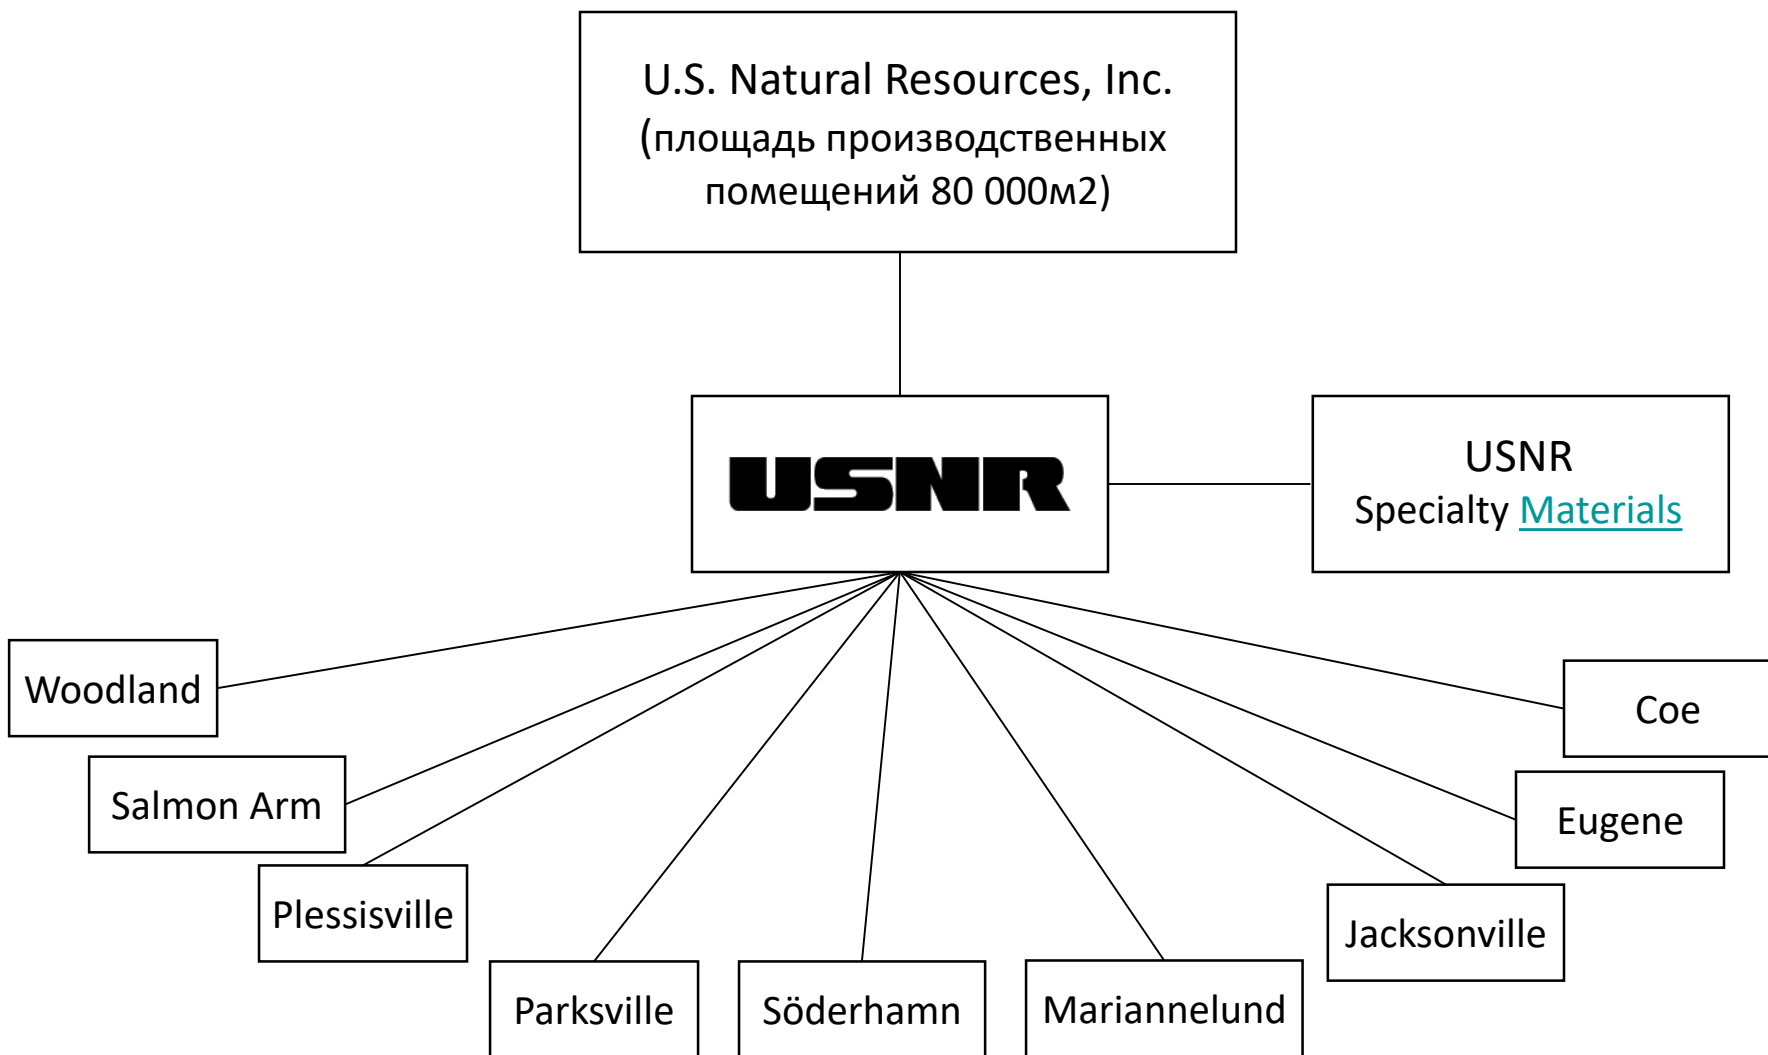 U.S. Natural Resources, Inc.
(площадь производственных
помещений 80 000м2)
USNR
USNR
Specialty Materials
Woodland
Coe
Salmon Arm
Eugene
Plessisville
Jacksonville
Parksville
Söderhamn
Mariannelund